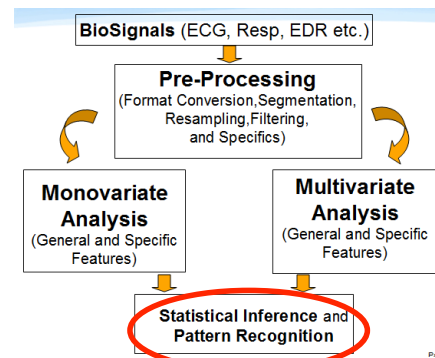 BioSignals (ECG, Resp, EDR etc.)
Pre-Processing
(Format Conversion,Segmentation,
Resampling,Filtering,
and Specifics)
Monovariate
Analysis
(General and Specific
Features)
Multivariate
Analysis
(General and Specific
Features)
Statistical Inference and
Pattern Recognition